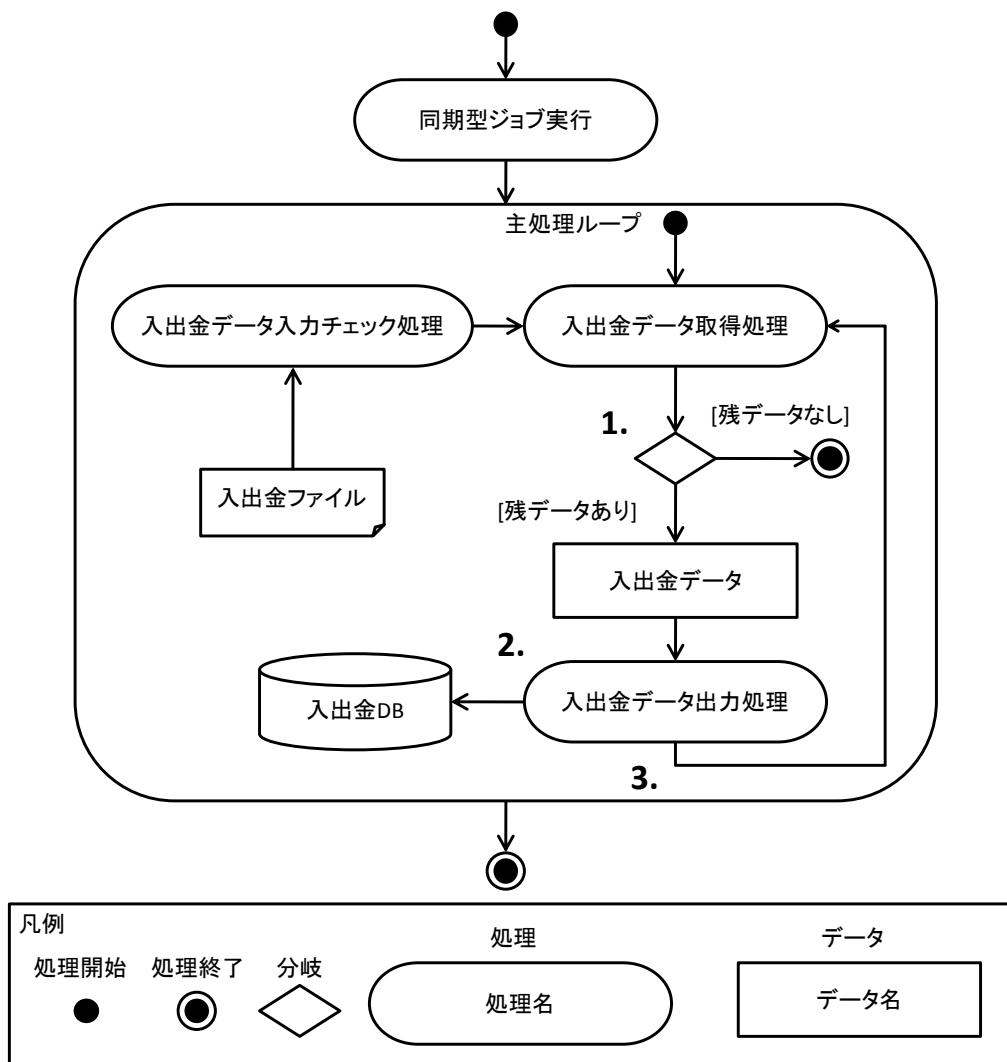 同期型ジョブ実行
主処理ループ
入出金データ入力チェック処理
入出金データ取得処理
1.
[残データなし]
入出金ファイル
[残データあり]
入出金データ
2.
入出金DB
入出金データ出力処理
3.
凡例
処理
データ
処理開始
処理終了
分岐
処理名
データ名